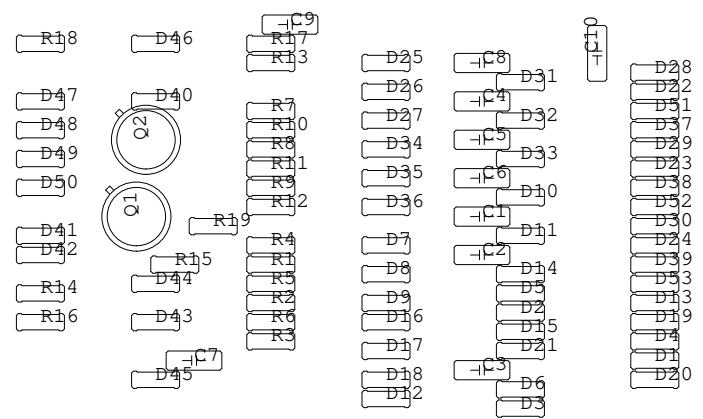 C9
C10
R18 D46 R17
R13 D25 C8
D28
D31
D22
D26
D47 D40 C4
D51
R7
D27 D32
D48 Q2 R10 D37
C5
R8 D34 D29
D49 D33
R11 D23
D35 C6
D50 R9 D38
D10
Q1 R12 D36 D52
C1
R19 D30
D41 D11
R4 D7 D24
D42 C2
R15 R1 D39
D8 D14
D44 R5 D53
D5
R14 R2 D9 D13
D2
R16 D43 R6 D16 D19
D15
R3 D4
D17 D21
C7 D1
C3
D45 D18 D20
D6
D12
D3